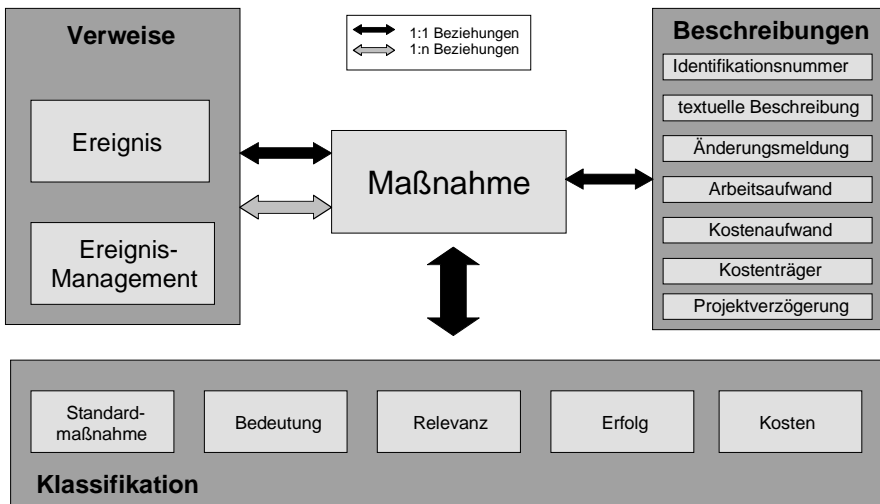 Verweise
Ereignis
Ereignis-
Management
1:1 Beziehungen
1:n Beziehungen
Maßnahme
Beschreibungen
Identifikationsnummer
textuelle Beschreibung
Änderungsmeldung
Arbeitsaufwand
Kostenaufwand
Kostenträger
Projektverzögerung
Standard-
maßnahme
Bedeutung
Relevanz
Erfolg
Kosten
Klassifikation